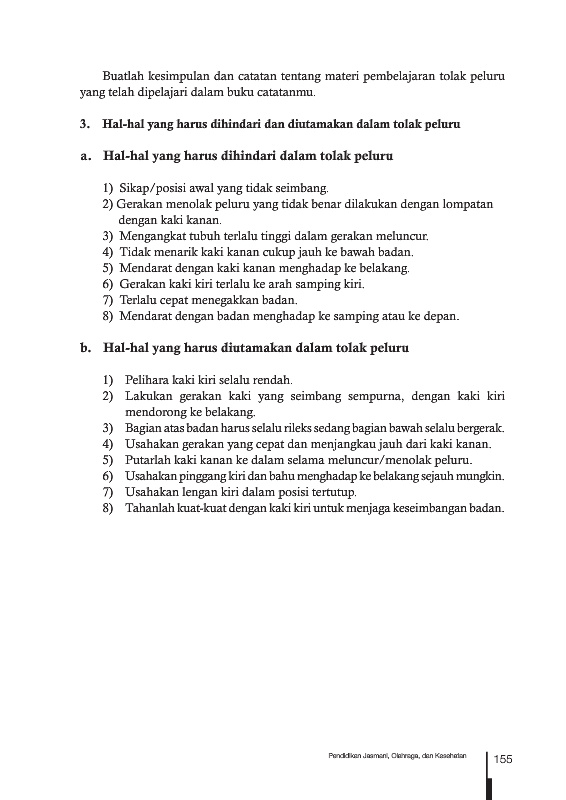 Buatlah kesimpulan dan catatan tentang materi pembelajaran tolak peluru
yang telah dipelajari dalam buku catatanmu.
3. Hal-hal yang harus dihindari dan diutamakan dalam tolak peluru
a. Hal-hal yang harus dihindari dalam tolak peluru
1) Sikap/posisi awal yang tidak seimbang.
2) Gerakan menolak peluru yang tidak benar dilakukan dengan lompatan
dengan kaki kanan.
3) Mengangkat tubuh terlalu tinggi dalam gerakan meluncur.
4) Tidak menarik kaki kanan cukup jauh ke bawah badan.
5) Mendarat dengan kaki kanan menghadap ke belakang.
6) Gerakan kaki kiri terlalu ke arah samping kiri.
7) Terlalu cepat menegakkan badan.
8) Mendarat dengan badan menghadap ke samping atau ke depan.
b. Hal-hal yang harus diutamakan dalam tolak peluru
1) Pelihara kaki kiri selalu rendah.
2) Lakukan gerakan kaki yang seimbang sempurna, dengan kaki kiri
mendorong ke belakang.
3) Bagian atas badan harus selalu rileks sedang bagian bawah selalu bergerak.
4) Usahakan gerakan yang cepat dan menjangkau jauh dari kaki kanan.
5) Putarlah kaki kanan ke dalam selama meluncur/menolak peluru.
6) Usahakan pinggang kiri dan bahu menghadap ke belakang sejauh mungkin.
7) Usahakan lengan kiri dalam posisi tertutup.
8) Tahanlah kuat-kuat dengan kaki kiri untuk menjaga keseimbangan badan.
Pendidikan Jasmani, Olahraga, dan Kesehatan
155